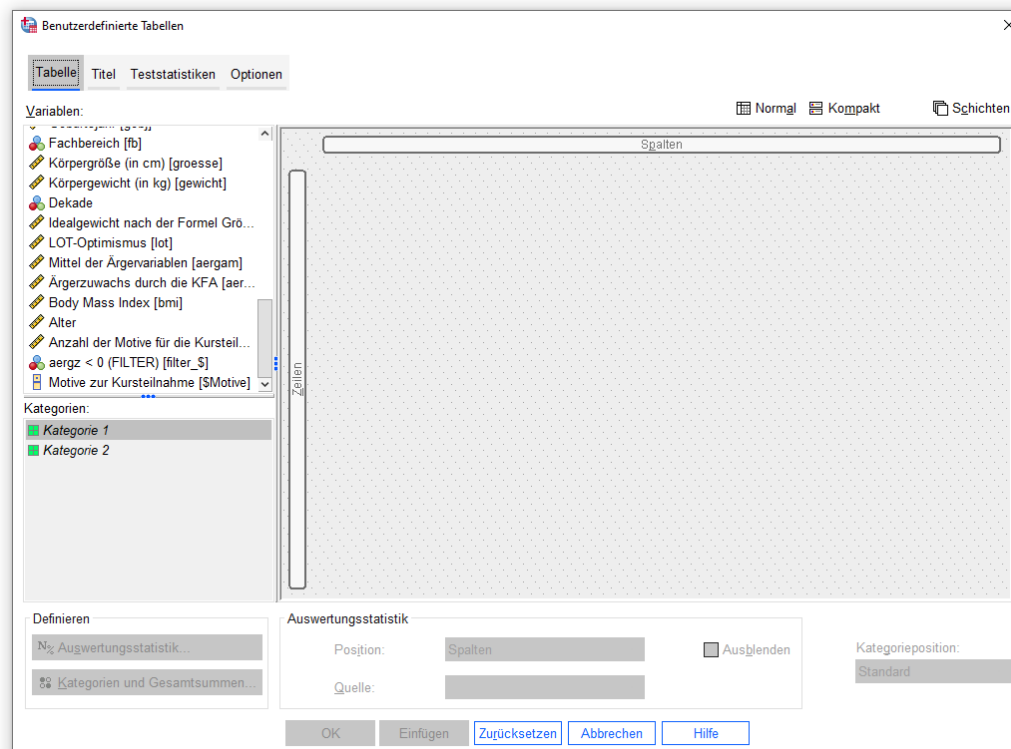 Benutzerdefinierte Tabellen
Tabelle Titel Teststatistiken Optionen
Variablen:
Normal Kompakt Schichten
Fachbereich [fb]
Körpergröße (in cm) [groesse]
Körpergewicht (in kg) [gewicht]
Dekade
Idealgewicht nach der Formel Grö...
LOT-Optimismus [lot]
Mittel der Ärgervariablen [aergam]
Ärgerzuwachs durch die KFA [aer...
Body Mass Index [bmi]
Alter
Anzahl der Motive für die Kursteil...
aergz < 0 (FILTER) [filter_$]
Motive zur Kursteilnahme [$Motive]
Spalten
Zeilen
Kategorien:
Kategorie 1
Kategorie 2
Definieren
N% Auswertungsstatistik...
Kategorien und Gesamtsummen...
Auswertungsstatistik
Position: Spalten Ausblenden
Quelle:
Kategorieposition:
Standard
OK Einfügen Zurücksetzen Abbrechen Hilfe